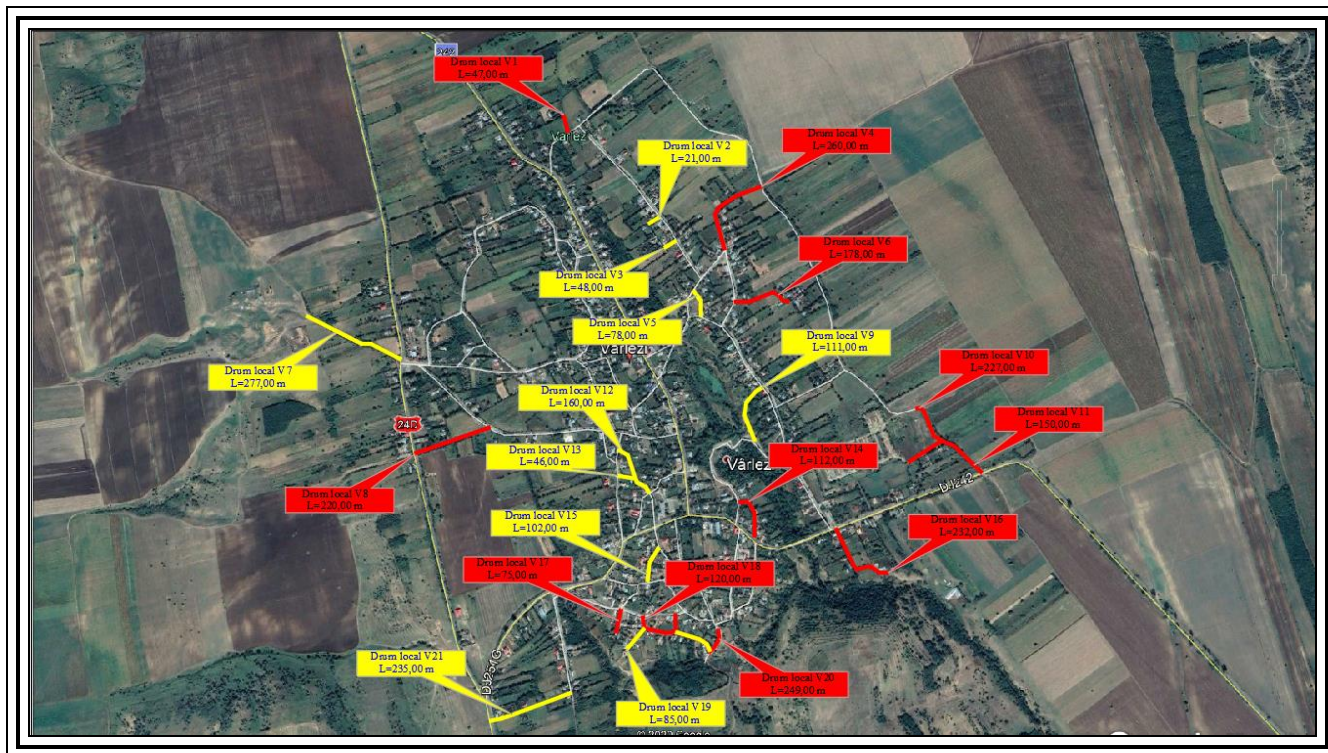 Drum local V1
L=47,00 m
Vârlez
Drum local V 2
L=21,00 m
Drum local V4
L=260,00 m
Drum local V6
L=178,00 m
Drum local V3
L=48,00 m
Drum local V5
L=78,00 m
Drum local V9
L=111,00 m
Vârlezi
Drum local V 7
L=277,00 m
Drum local V10
L=227,00 m
Drum local V12
L=160,00 m
Drum local V11
L=150,00 m
Drum local V13
L=46,00 m
Drum local V14
L=112,00 m
Vârlezi
DJ242
Drum local V8
L=220,00 m
Drum local V15
L=102,00 m
Drum local V16
L=232,00 m
Drum local V17
L=75,00 m
Drum local V18
L=120,00 m
Drum local V21
L=235,00 m
DJ251G
Drum local V20
L=249,00 m
Drum local V19
L=85,00 m